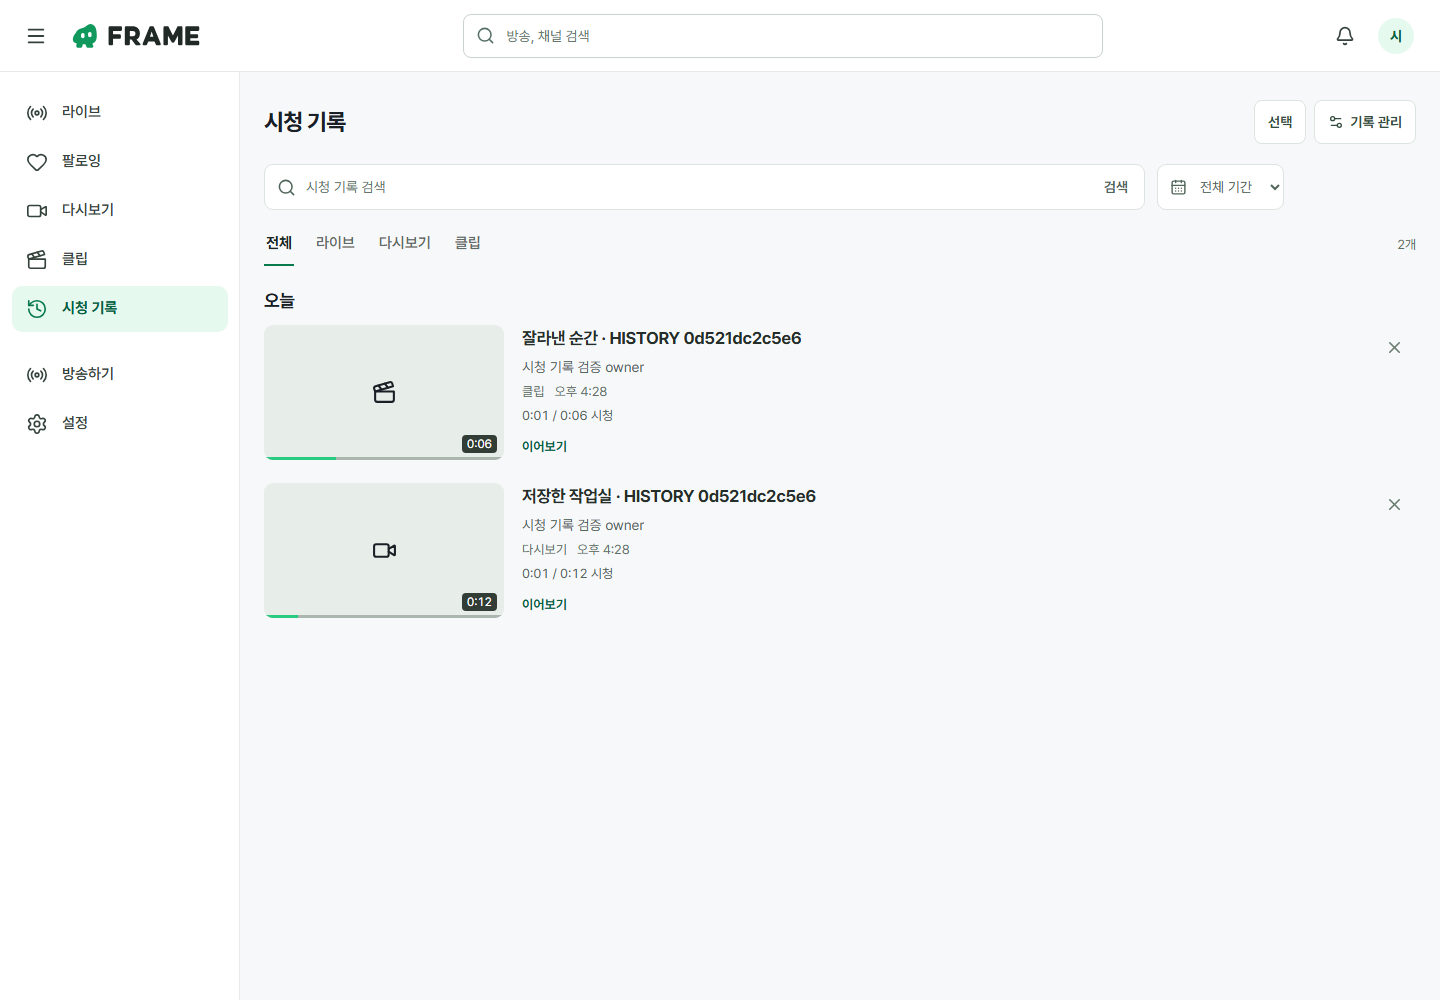 FRAME
방송, 채널 검색
시
라이브
팔로잉
다시보기
클립
시청 기록
방송하기
설정
시청 기록
선택
기록 관리
시청 기록 검색
검색
전체 기간
전체
라이브
다시보기
클립
2개
오늘
0:06
잘라낸 순간 · HISTORY 0d521dc2c5e6
시청 기록 검증 owner
클립 오후 4:28
0:01 / 0:06 시청
이어보기
0:12
저장한 작업실 · HISTORY 0d521dc2c5e6
시청 기록 검증 owner
다시보기 오후 4:28
0:01 / 0:12 시청
이어보기